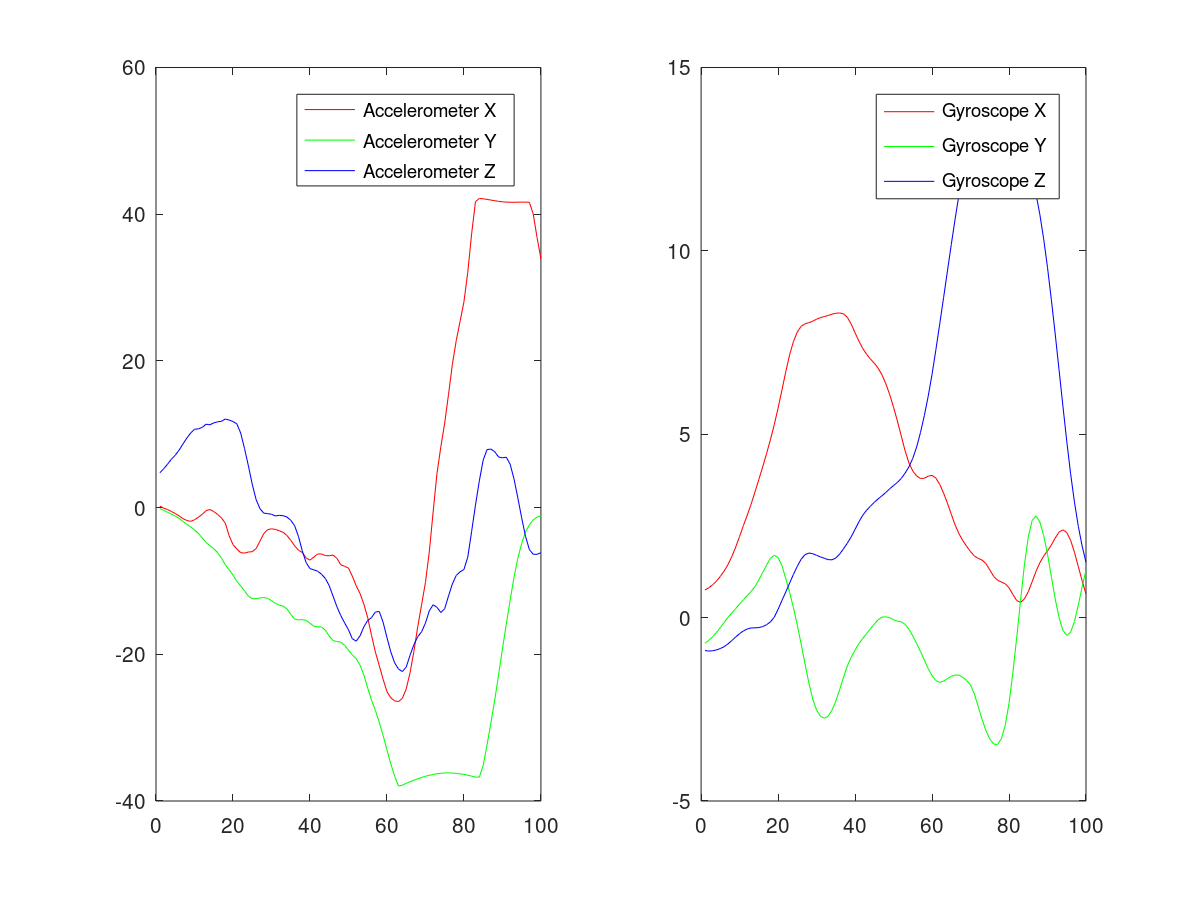 60
40
20
0
-20
-40
0 20 40 60 80 100
Accelerometer X
Accelerometer Y
Accelerometer Z
15
10
5
0
-5
0 20 40 60 80 100
Gyroscope X
Gyroscope Y
Gyroscope Z